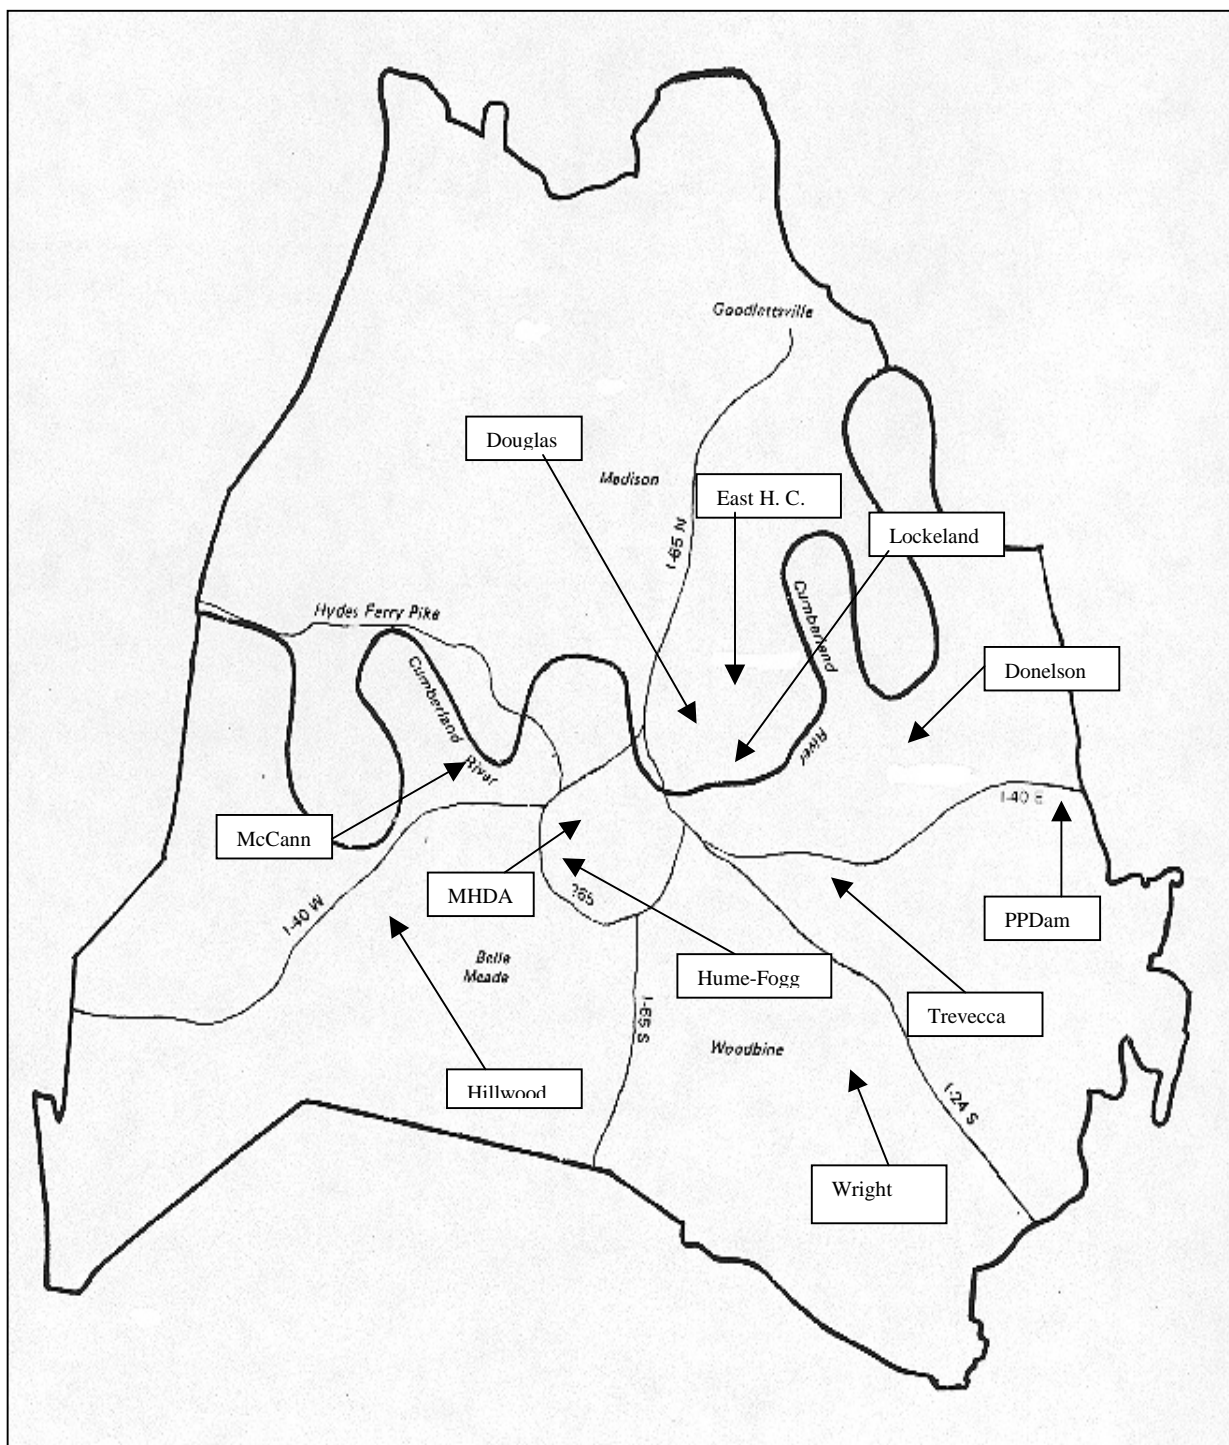 Goodlettsville
Douglas
Madison
East H. C.
I-65 N
Lockeland
Hydes Ferry Pike
Cumberland
River
Cumberland
River
Donelson
I-40 E
McCann
MHDA
I-40 W
?65
PPDam
Belle
Meade
Hume-Fogg
I-65 S
Trevecca
Woodbine
Hillwood
I-24 S
Wright